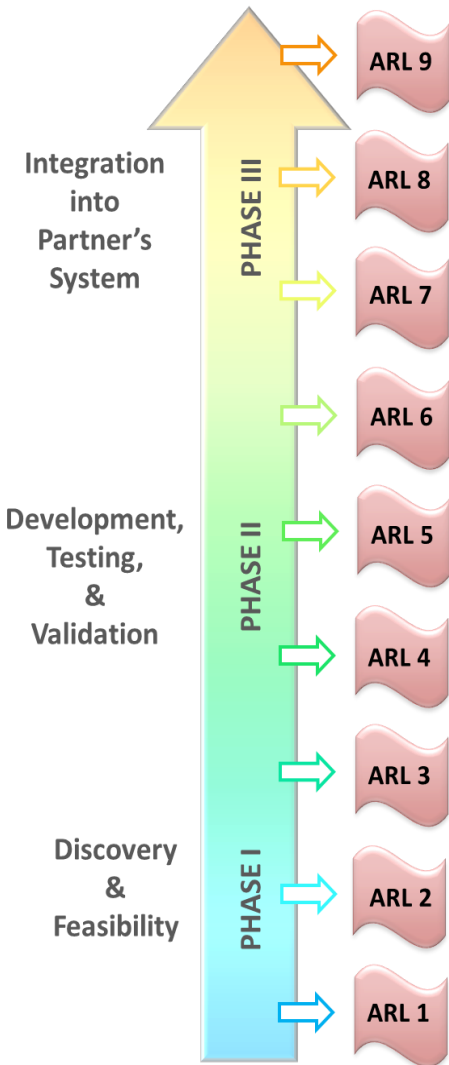 ARL 9
Integration
into
Partner's
System
PHASE III
ARL 8
ARL 7
ARL 6
Development,
Testing,
&
Validation
PHASE II
ARL 5
ARL 4
ARL 3
Discovery
&
Feasibility
PHASE I
ARL 2
ARL 1